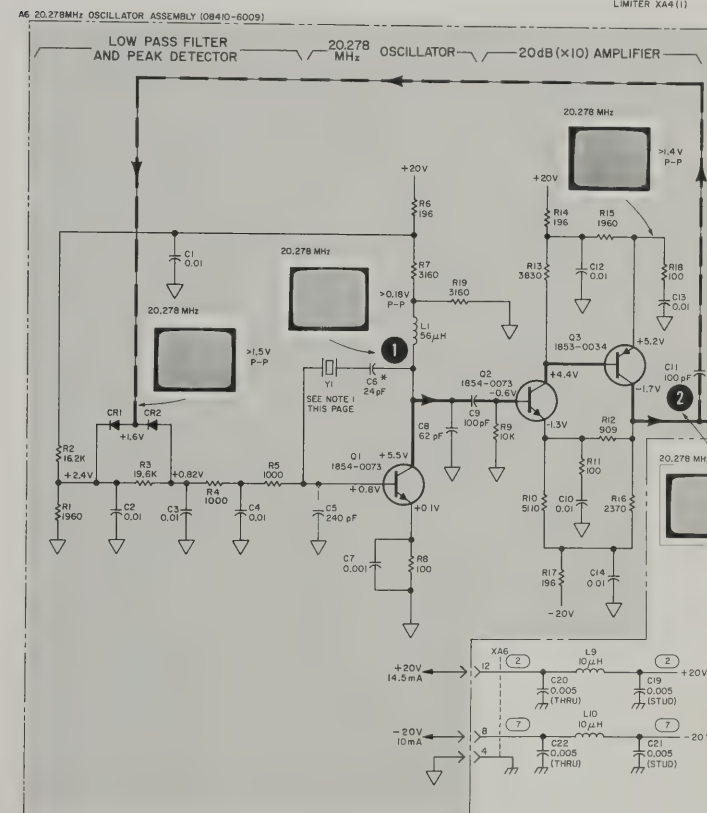 LIMITER XA4(1)
A6 20.278MHz OSCILLATOR ASSEMBLY (08410-6009)
LOW PASS FILTER
AND PEAK DETECTOR
20.278
MHz
OSCILLATOR
20dB (×10) AMPLIFIER
20.278 MHz
>1.4V
P-P
+20V
R6
196
+20V
R14
196
R15
1960
C1
0.01
R7
3160
R13
3830
C12
0.01
R18
100
C13
0.01
20.278 MHz
>0.18V
P-P
R19
3160
20.278 MHz
>1.5V
P-P
L1
56μH
1
Y1
C6 *
24pF
SEE NOTE 1
THIS PAGE
Q3
1853-0034
+5.2V
Q2
1854-0073
-0.6V
+4.4V
C11
100 pF
-1.7V
2
CR1
CR2
+1.6V
C8
62 pF
C9
100pF
R9
10K
-1.3V
R12
909
R2
16.2K
+2.4V
R3
19.6K
+0.82V
R5
1000
Q1
1854-0073
+5.5V
+0.8V
R11
100
20.278 MH
R1
1960
C2
0.01
C3
0.01
R4
1000
C4
0.01
C5
240 pF
+0.1V
R10
5110
C10
0.01
R16
2370
C7
0.001
R8
100
R17
196
C14
0.01
-20V
+20V
14.5mA
XA6
12
2
L9
10μH
2
+20V
C20
0.005
(THRU)
C19
0.005
(STUD)
-20V
10mA
8
7
L10
10μH
7
-20V
4
C22
0.005
(THRU)
C21
0.005
(STUD)